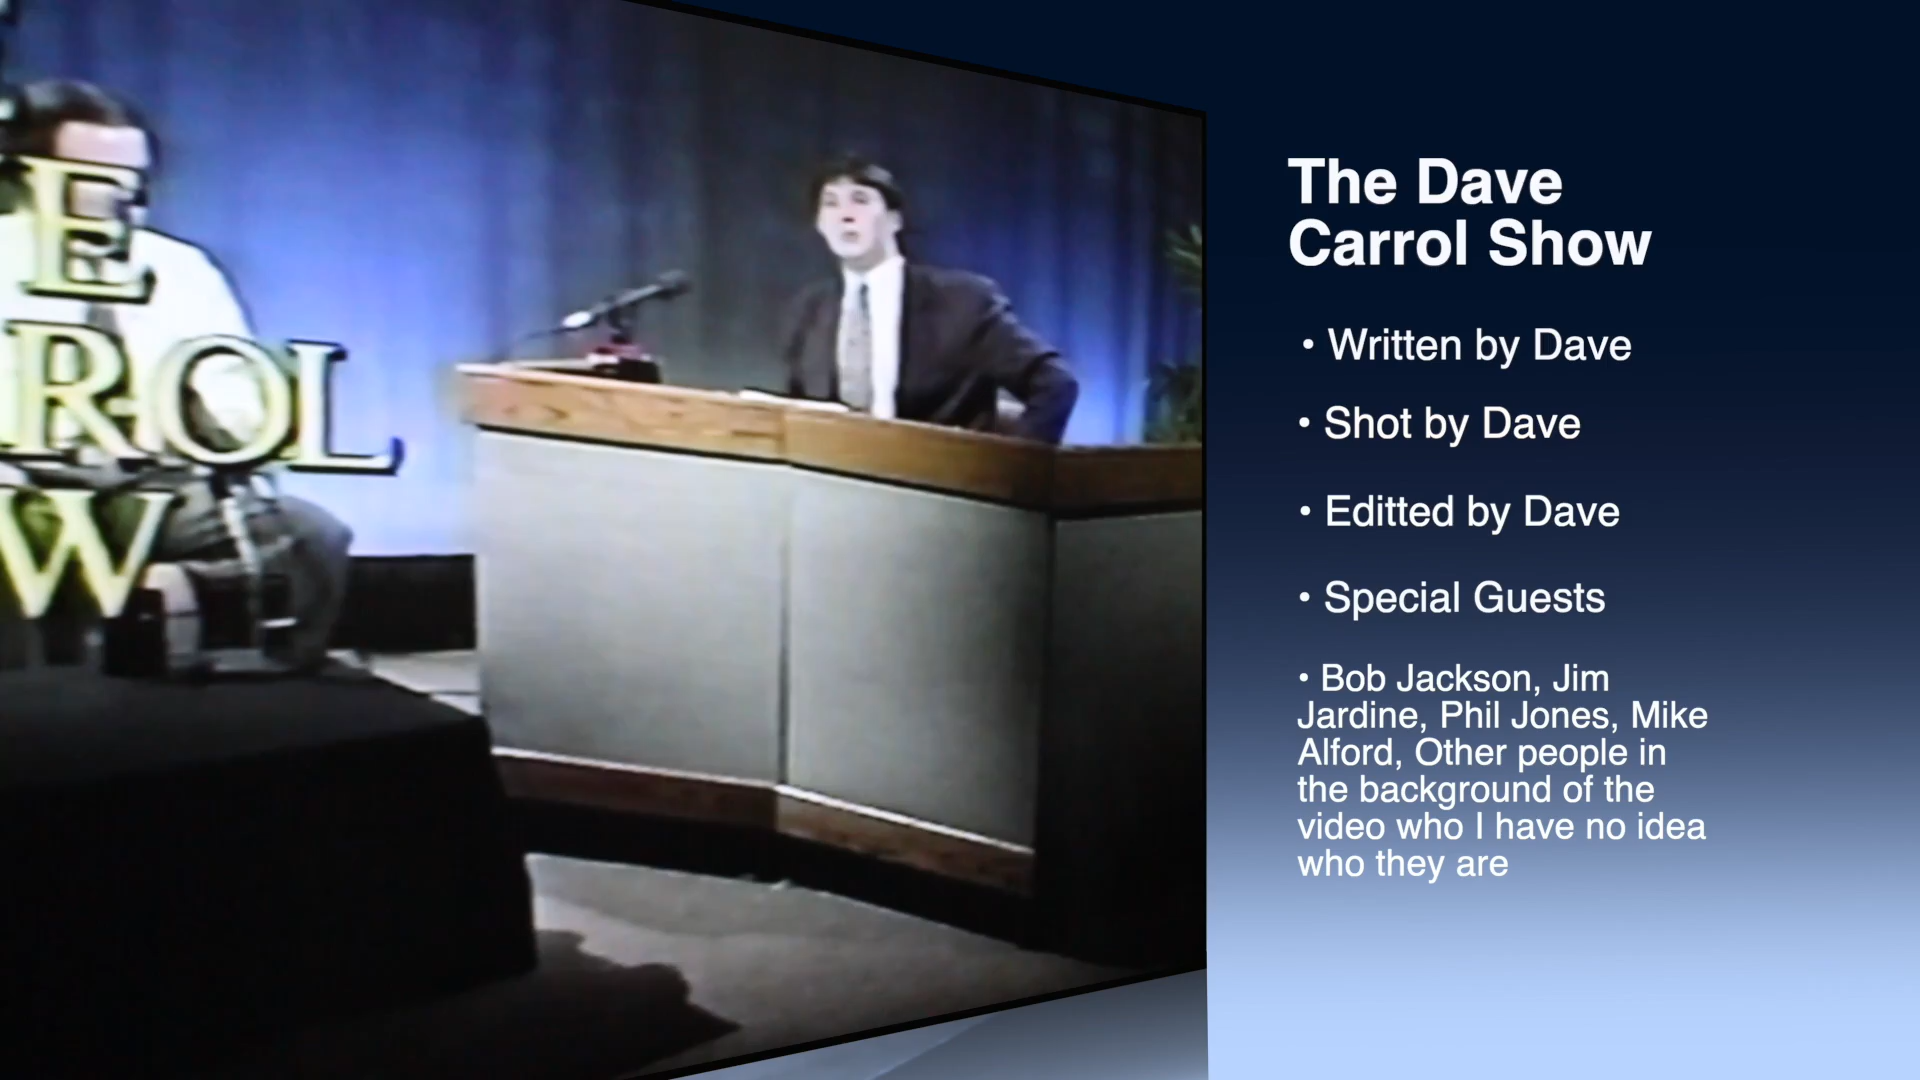 The Dave
Carrol Show
• Written by Dave
• Shot by Dave
• Editted by Dave
• Special Guests
• Bob Jackson, Jim
Jardine, Phil Jones, Mike
Alford, Other people in
the background of the
video who I have no idea
who they are
E
ROL
W